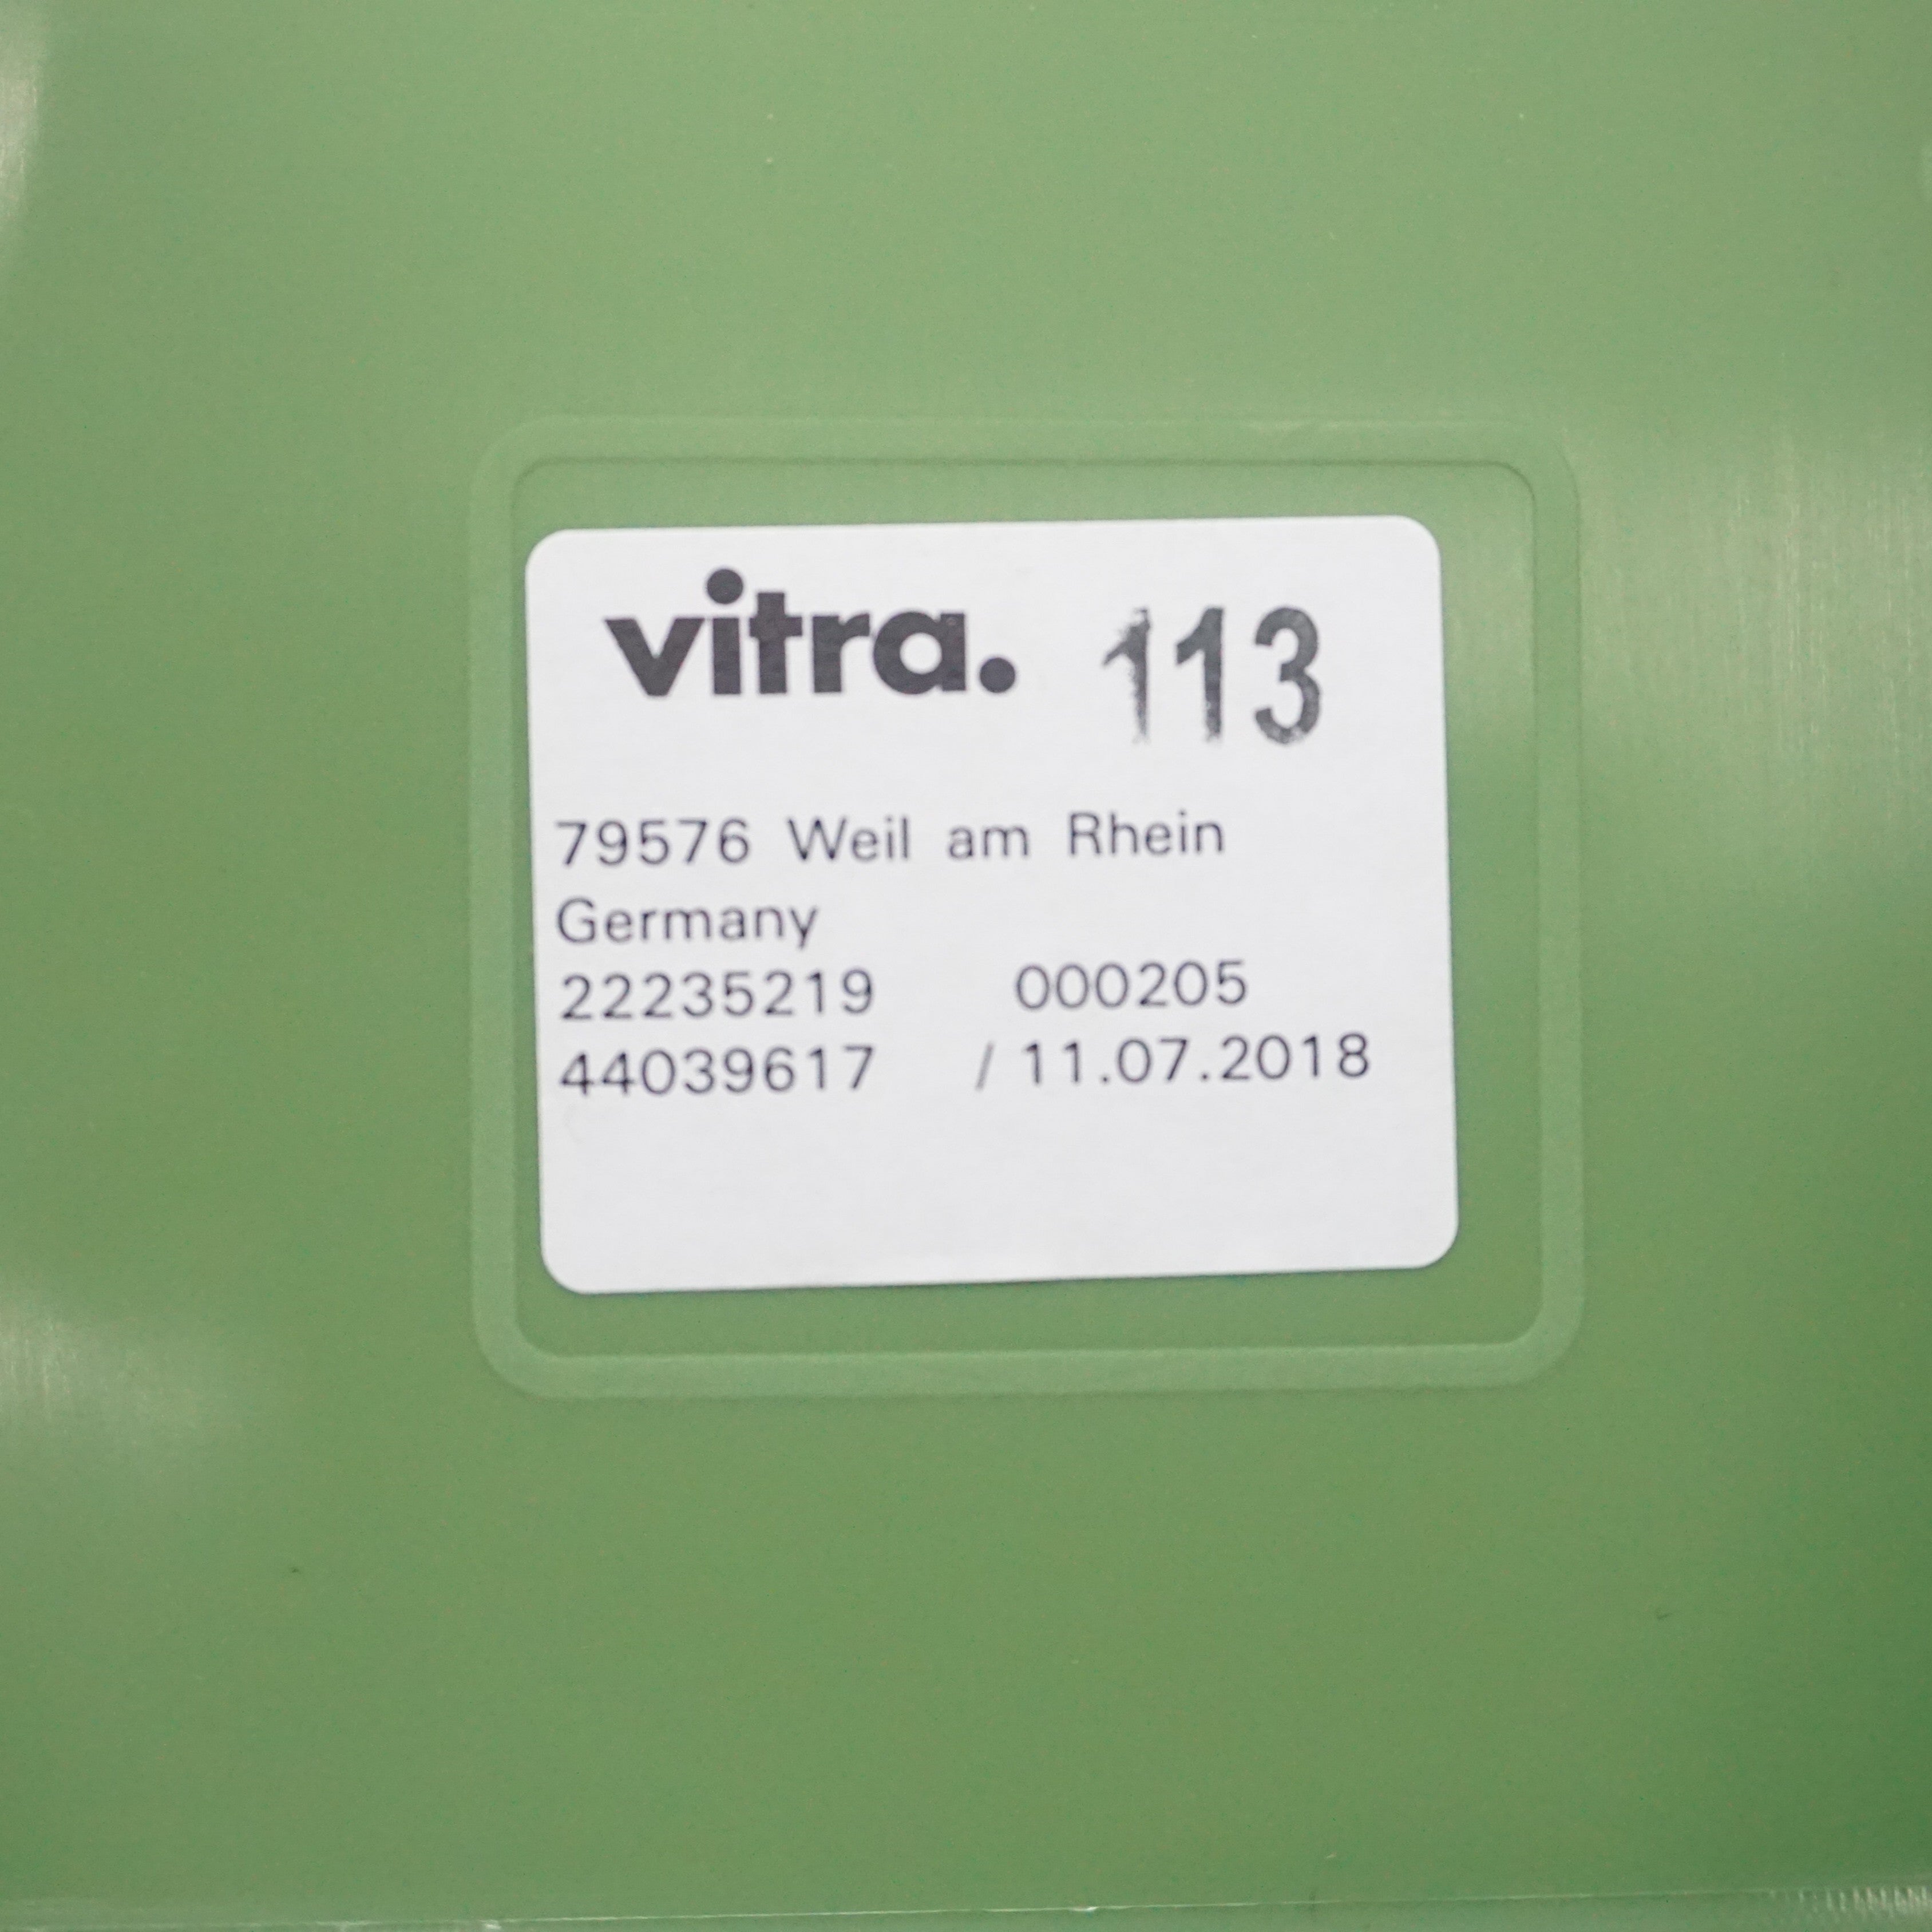 vitra. 113
79576 Weil am Rhein
Germany
22235219 000205
44039617 / 11.07.2018